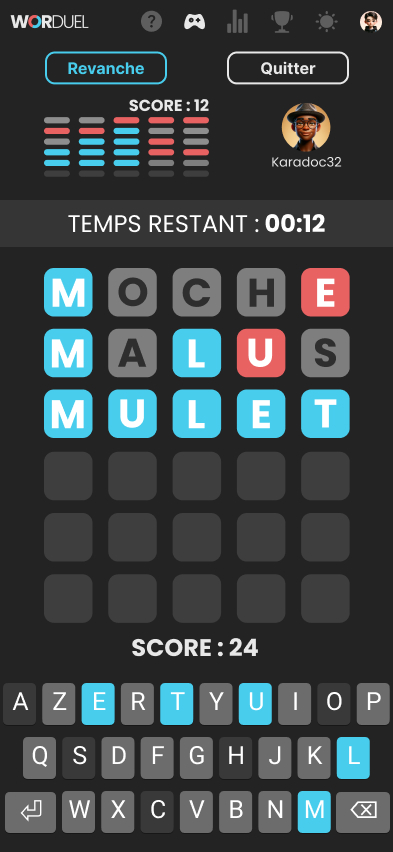 WORDUEL ?
Revanche Quitter
SCORE : 12
Karadoc32
TEMPS RESTANT : 00:12
M O C H E
M A L U S
M U L E T
SCORE : 24
A Z E R T Y U I O P
Q S D F G H J K L
W X C V B N M